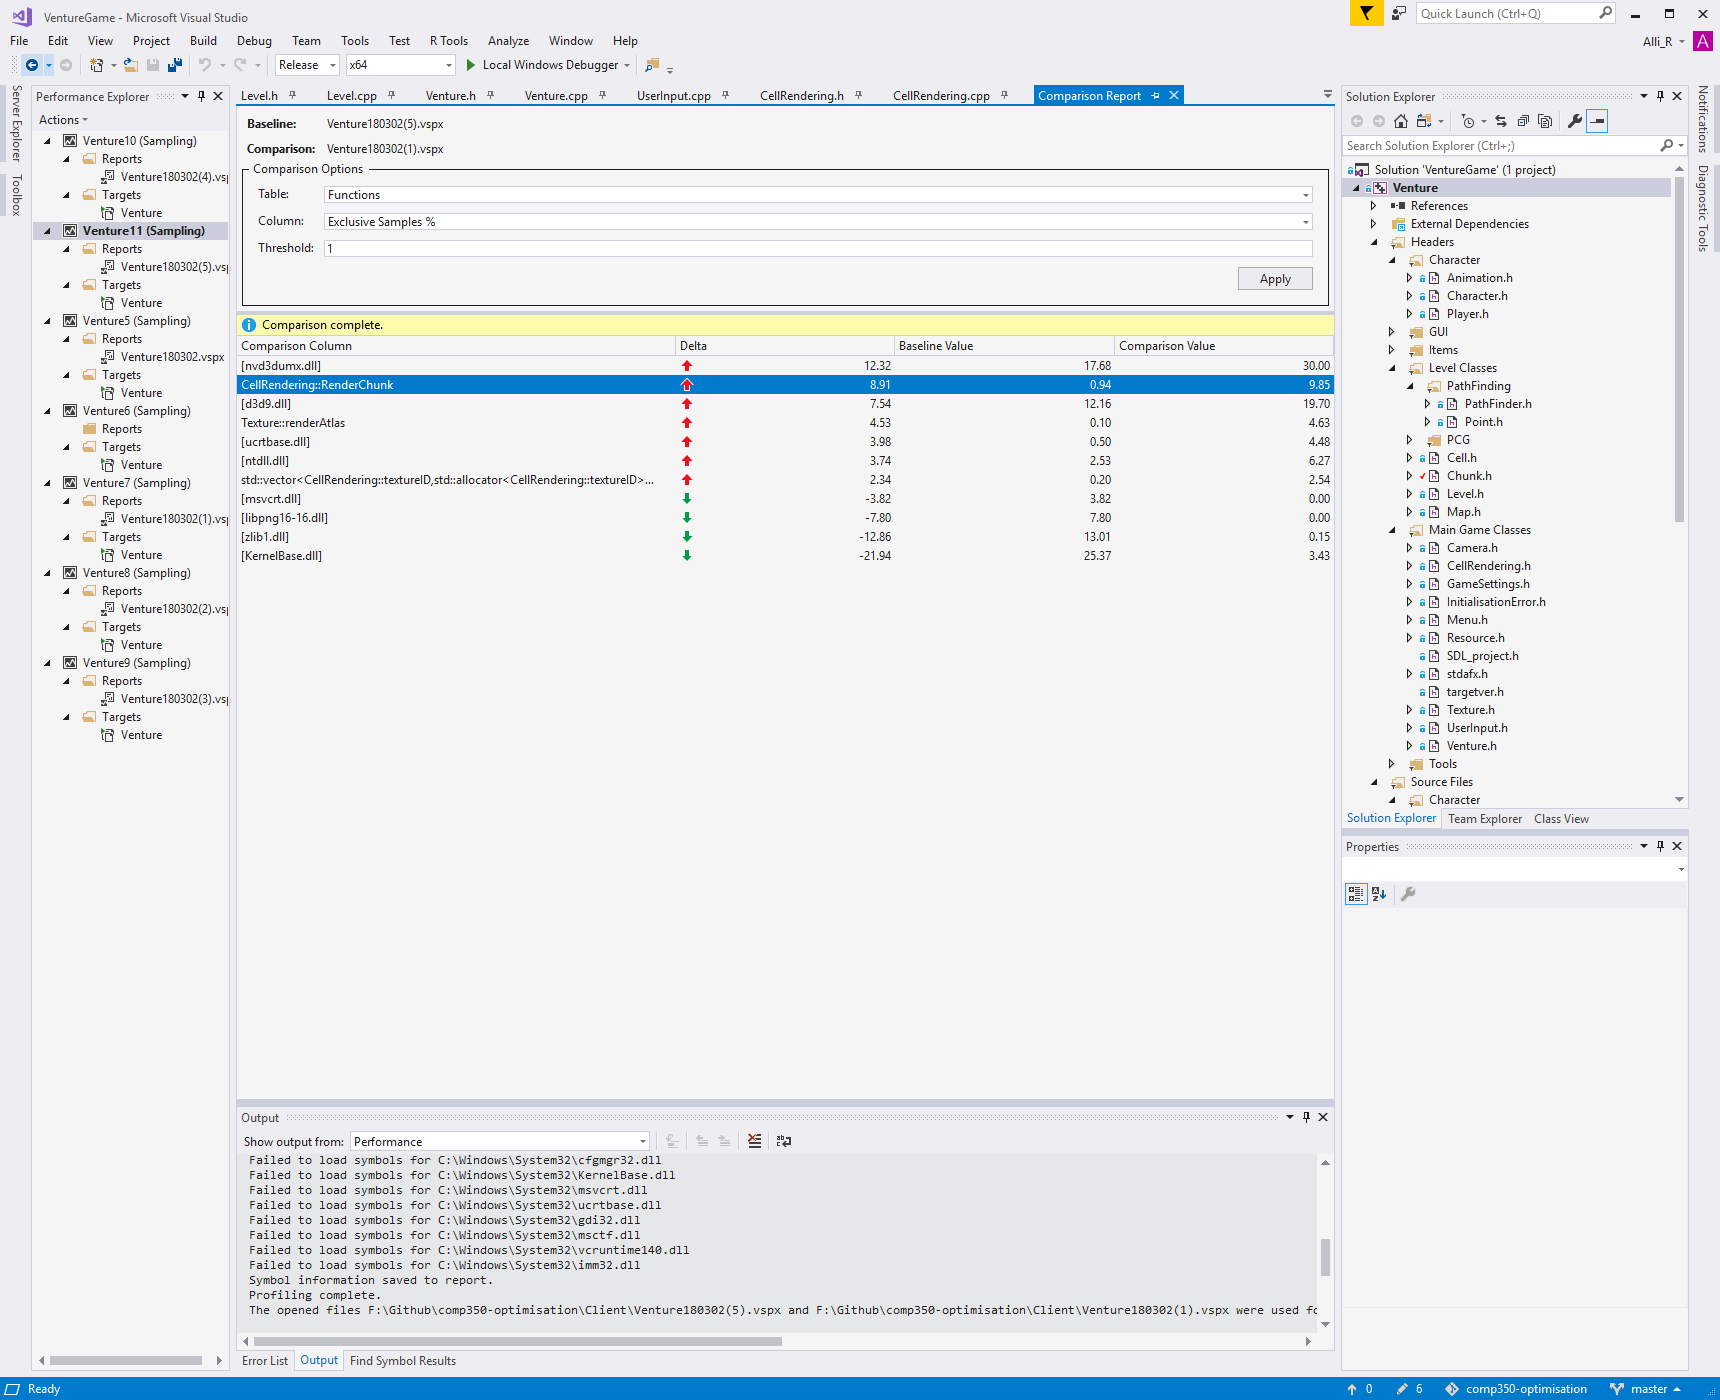 VentureGame - Microsoft Visual Studio
Quick Launch (Ctrl+Q)
File Edit View Project Build Debug Team Tools Test R Tools Analyze Window Help
Alli_R
A
Release x64 Local Windows Debugger
Server Explorer
Toolbox
Performance Explorer
Actions
Venture10 (Sampling)
Reports
Venture180302(4).vsp
Targets
Venture
Venture11 (Sampling)
Reports
Venture180302(5).vsp
Targets
Venture
Venture5 (Sampling)
Reports
Venture180302.vspx
Targets
Venture
Venture6 (Sampling)
Reports
Targets
Venture
Venture7 (Sampling)
Reports
Venture180302(1).vsp
Targets
Venture
Venture8 (Sampling)
Reports
Venture180302(2).vsp
Targets
Venture
Venture9 (Sampling)
Reports
Venture180302(3).vsp
Targets
Venture
Level.h Level.cpp Venture.h Venture.cpp UserInput.cpp CellRendering.h CellRendering.cpp Comparison Report
Baseline: Venture180302(5).vspx
Comparison: Venture180302(1).vspx
Comparison Options
Table: Functions
Column: Exclusive Samples %
Threshold: 1
Apply
Comparison complete.
Comparison Column Delta Baseline Value Comparison Value
[nvd3dumx.dll] 12.32 17.68 30.00
CellRendering::RenderChunk 8.91 0.94 9.85
[d3d9.dll] 7.54 12.16 19.70
Texture::renderAtlas 4.53 0.10 4.63
[ucrtbase.dll] 3.98 0.50 4.48
[ntdll.dll] 3.74 2.53 6.27
std::vector<CellRendering::textureID,std::allocator<CellRendering::textureID>... 2.34 0.20 2.54
[msvcrt.dll] -3.82 3.82 0.00
[libpng16-16.dll] -7.80 7.80 0.00
[zlib1.dll] -12.86 13.01 0.15
[KernelBase.dll] -21.94 25.37 3.43
Output
Show output from: Performance
Failed to load symbols for C:\Windows\System32\cfgmgr32.dll
Failed to load symbols for C:\Windows\System32\KernelBase.dll
Failed to load symbols for C:\Windows\System32\msvcrt.dll
Failed to load symbols for C:\Windows\System32\ucrtbase.dll
Failed to load symbols for C:\Windows\System32\gdi32.dll
Failed to load symbols for C:\Windows\System32\msctf.dll
Failed to load symbols for C:\Windows\System32\vcruntime140.dll
Failed to load symbols for C:\Windows\System32\imm32.dll
Symbol information saved to report.
Profiling complete.
The opened files F:\Github\comp350-optimisation\Client\Venture180302(5).vspx and F:\Github\comp350-optimisation\Client\Venture180302(1).vspx were used fo
Error List Output Find Symbol Results
Solution Explorer
Search Solution Explorer (Ctrl+;)
Solution 'VentureGame' (1 project)
Venture
References
External Dependencies
Headers
Character
Animation.h
Character.h
Player.h
GUI
Items
Level Classes
PathFinding
PathFinder.h
Point.h
PCG
Cell.h
Chunk.h
Level.h
Map.h
Main Game Classes
Camera.h
CellRendering.h
GameSettings.h
InitialisationError.h
Menu.h
Resource.h
SDL_project.h
stdafx.h
targetver.h
Texture.h
UserInput.h
Venture.h
Tools
Source Files
Character
Solution Explorer Team Explorer Class View
Properties
Notifications
Diagnostic Tools
Ready
0 6 comp350-optimisation master